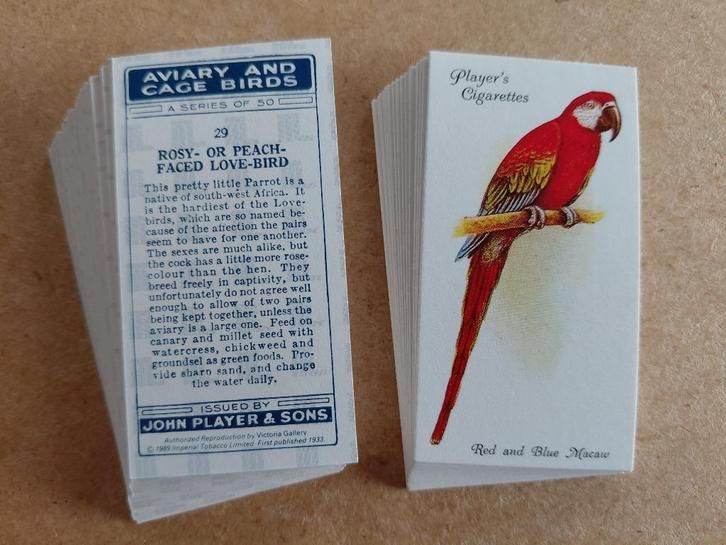 AVIARY AND
CAGE BIRDS
A SERIES OF 50
29
ROSY- OR PEACH-
FACED LOVE-BIRD
This pretty little Parrot is a
native of south-west Africa. It
is the hardiest of the Love-
birds, which are so named be-
cause of the affection the pairs
seem to have for one another.
The sexes are much alike, but
the cock has a little more rose-
colour than the hen. They
breed freely in captivity, but
unfortunately do not agree well
enough to allow of two pairs
being kept together, unless the
aviary is a large one. Feed on
canary and millet seed with
watercress, chickweed and
groundsel as green foods. Pro-
vide sharp sand, and change
the water daily.
ISSUED BY
JOHN PLAYER & SONS
Authorized Reproduction by Victoria Gallery
© 1989 Imperial Tobacco Limited. First published 1933.
Player's
Cigarettes
Red and Blue Macaw